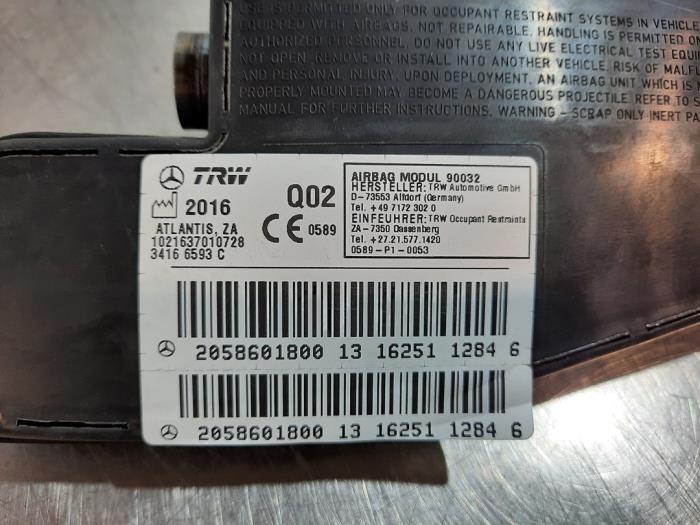 USE IS PERMITTED ONLY FOR OCCUPANT RESTRAINT SYSTEMS IN VEHICLE
EQUIPPED WITH AIRBAGS. NOT REPAIRABLE. HANDLING IS PERMITTED ON
AUTHORIZED PERSONNEL. DO NOT USE ANY LIVE ELECTRICAL TEST EQUI
NOT OPEN, REMOVE OR INSTALL INTO ANOTHER VEHICLE. RISK OF MALF
AND PERSONAL INJURY. UPON DEPLOYMENT, AN AIRBAG UNIT WHICH IS N
PROPERLY MOUNTED MAY BECOME A DANGEROUS PROJECTILE. REFER TO S
MANUAL FOR FURTHER INSTRUCTIONS. WARNING - SCRAP ONLY INERT PA
TRW
2016
Q02
ATLANTIS, ZA
1021637010728
3416 6593 C
CE 0589
AIRBAG MODUL 90032
HERSTELLER: TRW Automotive GmbH
D-73553 Alfdorf (Germany)
Tel. +49 7172 302 0
EINFEUHRER: TRW Occupant Restraints
ZA-7350 Dassenberg
Tel. +27.21.577.1420
0589-P1-0053
2058601800 13 16251 1284 6
2058601800 13 16251 1284 6